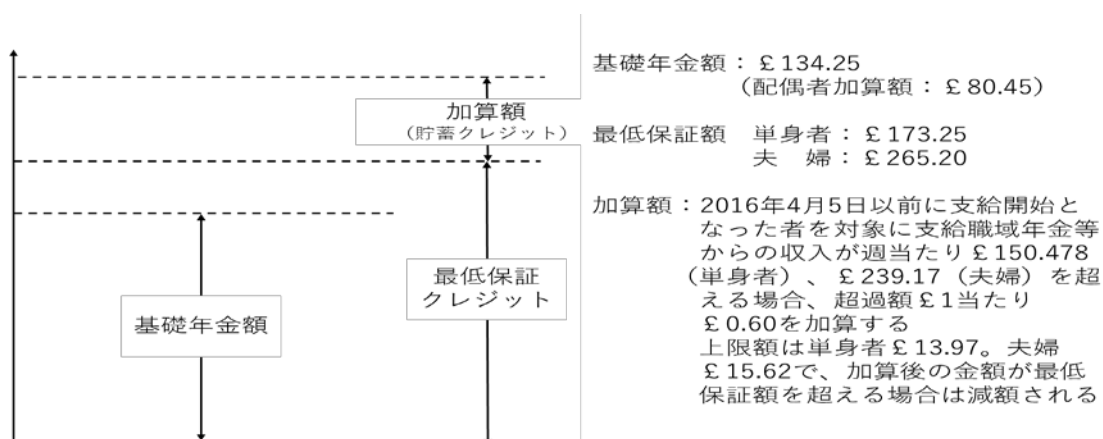 加算額
(貯蓄クレジット)
最低保証
クレジット
基礎年金額
基礎年金額：£134.25
(配偶者加算額：£80.45)
最低保証額　単身者：£173.25
夫　婦：£265.20
加算額：2016年4月5日以前に支給開始と
なった者を対象に支給職域年金等
からの収入が週当たり£150.478
(単身者)、£239.17 (夫婦) を超
える場合、超過額£1当たり
£0.60を加算する
上限額は単身者£13.97。夫婦
£15.62で、加算後の金額が最低
保証額を超える場合は減額される